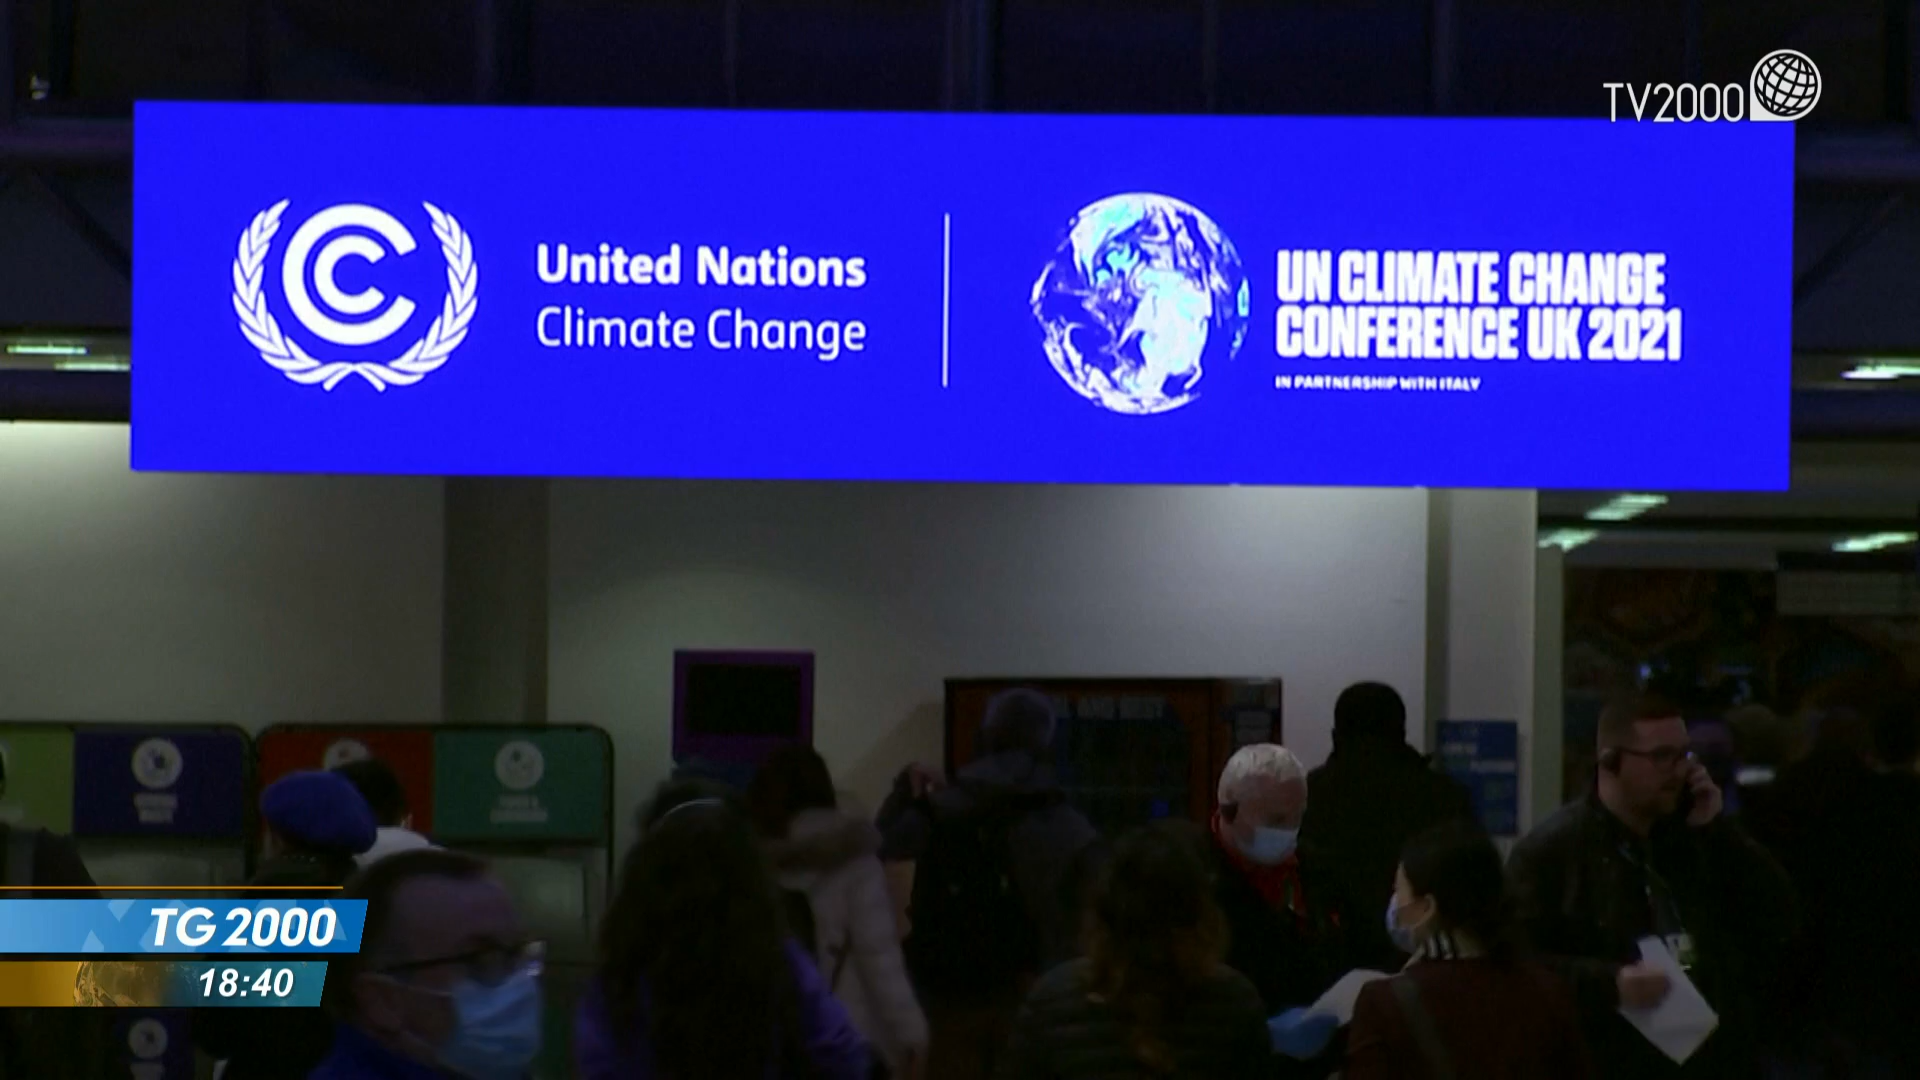 TV2000
United Nations
Climate Change
UN CLIMATE CHANGE
CONFERENCE UK 2021
IN PARTNERSHIP WITH ITALY
TG 2000
18:40